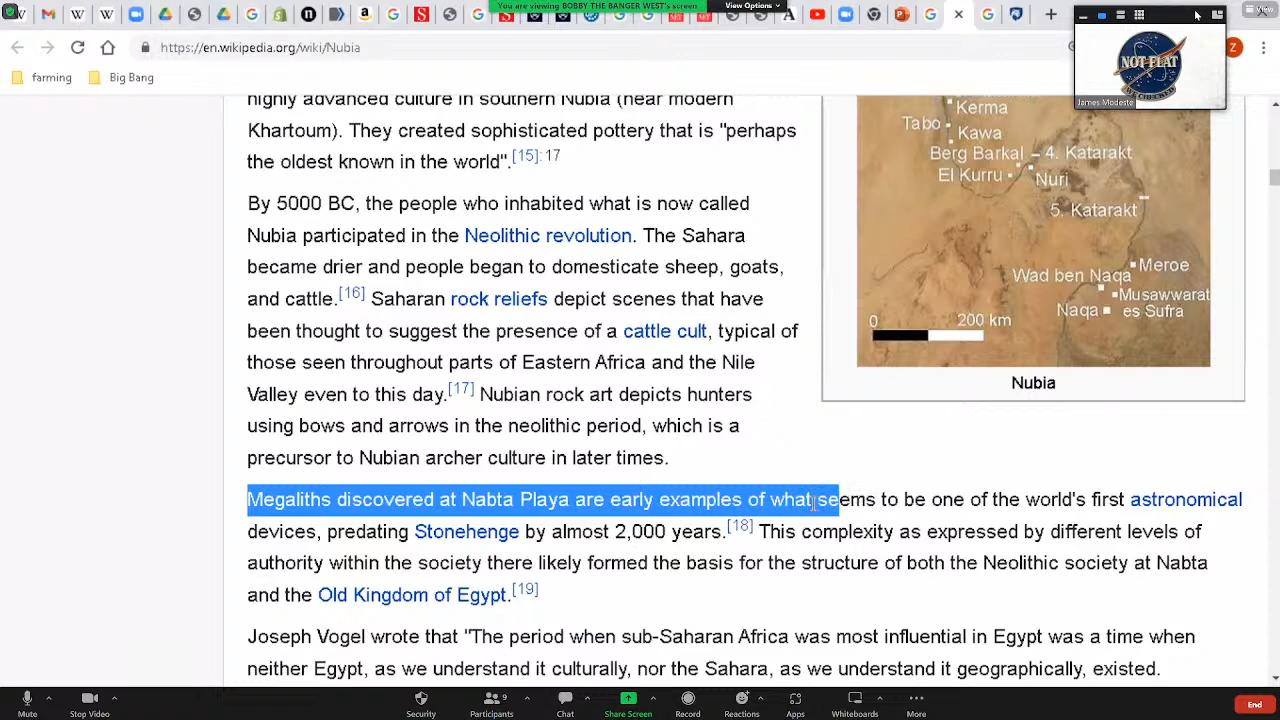 You are viewing BOBBY THE BANGER WEST's screen
View Options
View
https://en.wikipedia.org/wiki/Nubia
Z
farming
Big Bang
NOT FLAT
James Modeste
highly advanced culture in southern Nubia (near modern
Khartoum). They created sophisticated pottery that is "perhaps
the oldest known in the world".[15]: 17
By 5000 BC, the people who inhabited what is now called
Nubia participated in the Neolithic revolution. The Sahara
became drier and people began to domesticate sheep, goats,
and cattle.[16] Saharan rock reliefs depict scenes that have
been thought to suggest the presence of a cattle cult, typical of
those seen throughout parts of Eastern Africa and the Nile
Valley even to this day.[17] Nubian rock art depicts hunters
using bows and arrows in the neolithic period, which is a
precursor to Nubian archer culture in later times.
Kerma
Tabo
Kawa
Berg Barkal
4. Katarakt
El Kurru
Nuri
5. Katarakt
Wad ben Naqa
Meroe
Musawwarat
es Sufra
Naqa
0
200 km
Nubia
Megaliths discovered at Nabta Playa are early examples of what seems to be one of the world's first astronomical
devices, predating Stonehenge by almost 2,000 years.[18] This complexity as expressed by different levels of
authority within the society there likely formed the basis for the structure of both the Neolithic society at Nabta
and the Old Kingdom of Egypt.[19]
Joseph Vogel wrote that "The period when sub-Saharan Africa was most influential in Egypt was a time when
neither Egypt, as we understand it culturally, nor the Sahara, as we understand it geographically, existed.
Mute
Stop Video
Security
Participants
9
Chat
Share Screen
Record
Reactions
Apps
Whiteboards
More
End